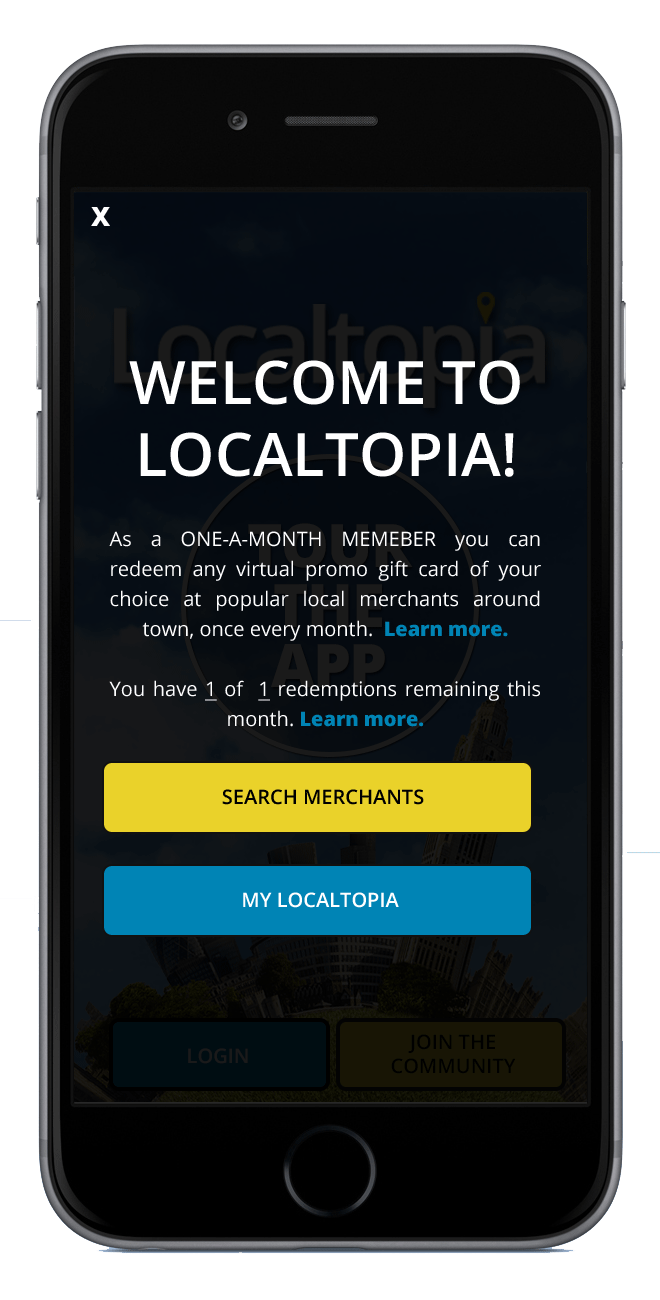 X
Localtopia
WELCOME TO
LOCALTOPIA!
TOUR
THE
APP
As a ONE-A-MONTH MEMEBER you can
redeem any virtual promo gift card of your
choice at popular local merchants around
town, once every month. Learn more.
You have 1 of 1 redemptions remaining this
month. Learn more.
SEARCH MERCHANTS
MY LOCALTOPIA
LOGIN
JOIN THE
COMMUNITY